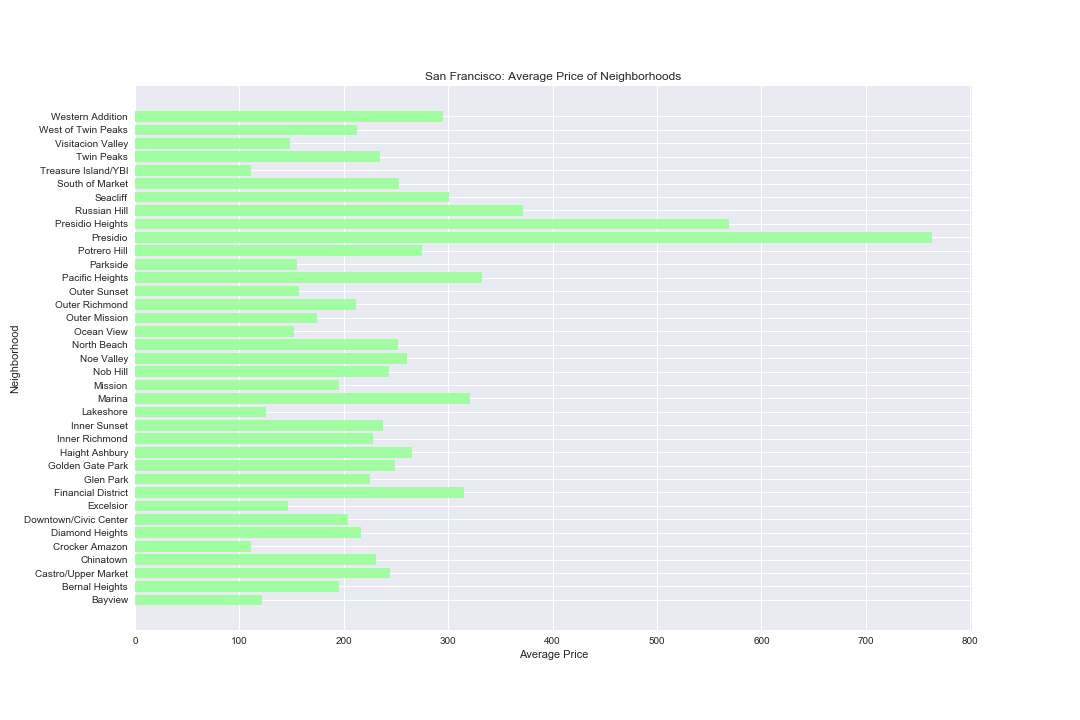 San Francisco: Average Price of Neighborhoods
Western Addition
West of Twin Peaks
Visitacion Valley
Twin Peaks
Treasure Island/YBI
South of Market
Seacliff
Russian Hill
Presidio Heights
Presidio
Potrero Hill
Parkside
Pacific Heights
Outer Sunset
Outer Richmond
Outer Mission
Ocean View
North Beach
Noe Valley
Nob Hill
Mission
Marina
Lakeshore
Inner Sunset
Inner Richmond
Haight Ashbury
Golden Gate Park
Glen Park
Financial District
Excelsior
Downtown/Civic Center
Diamond Heights
Crocker Amazon
Chinatown
Castro/Upper Market
Bernal Heights
Bayview
Neighborhood
0 100 200 300 400 500 600 700 800
Average Price